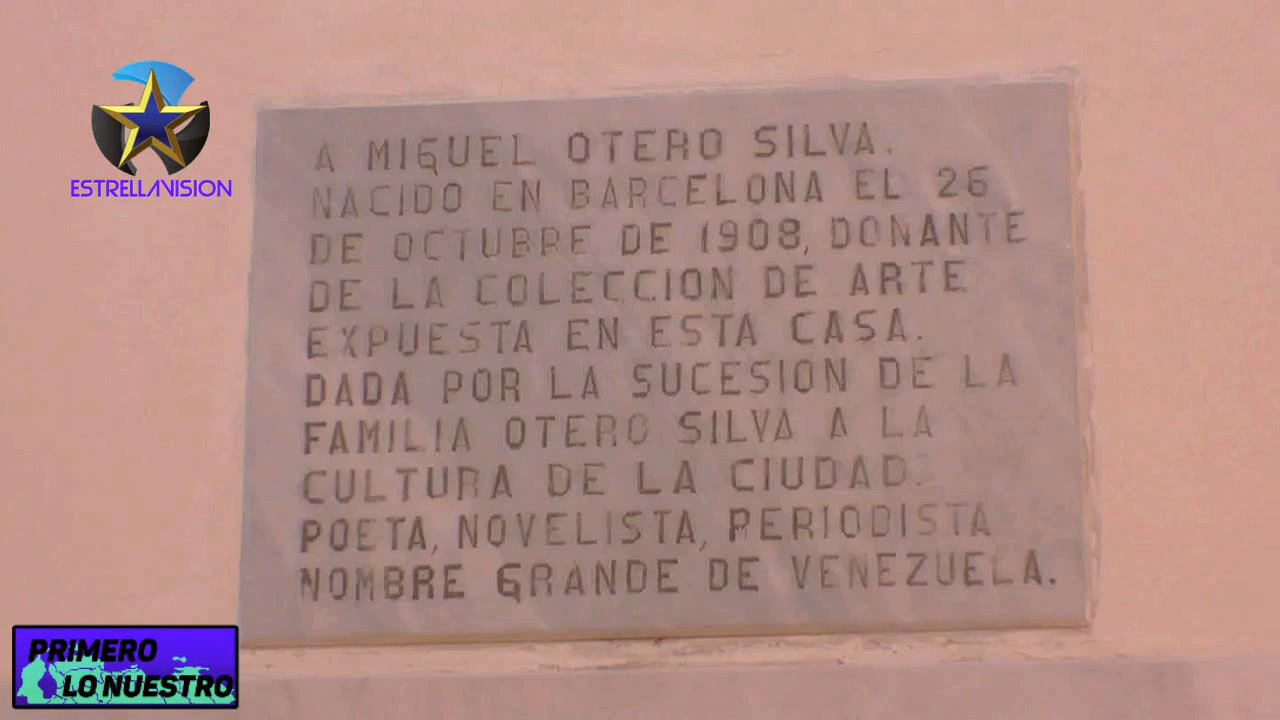 ESTRELLAVISION
A MIGUEL OTERO SILVA.
NACIDO EN BARCELONA EL 26
DE OCTUBRE DE 1908, DONANTE
DE LA COLECCION DE ARTE
EXPUESTA EN ESTA CASA.
DADA POR LA SUCESION DE LA
FAMILIA OTERO SILVA A LA
CULTURA DE LA CIUDAD.
POETA, NOVELISTA, PERIODISTA
NOMBRE GRANDE DE VENEZUELA.
PRIMERO
LO NUESTRO